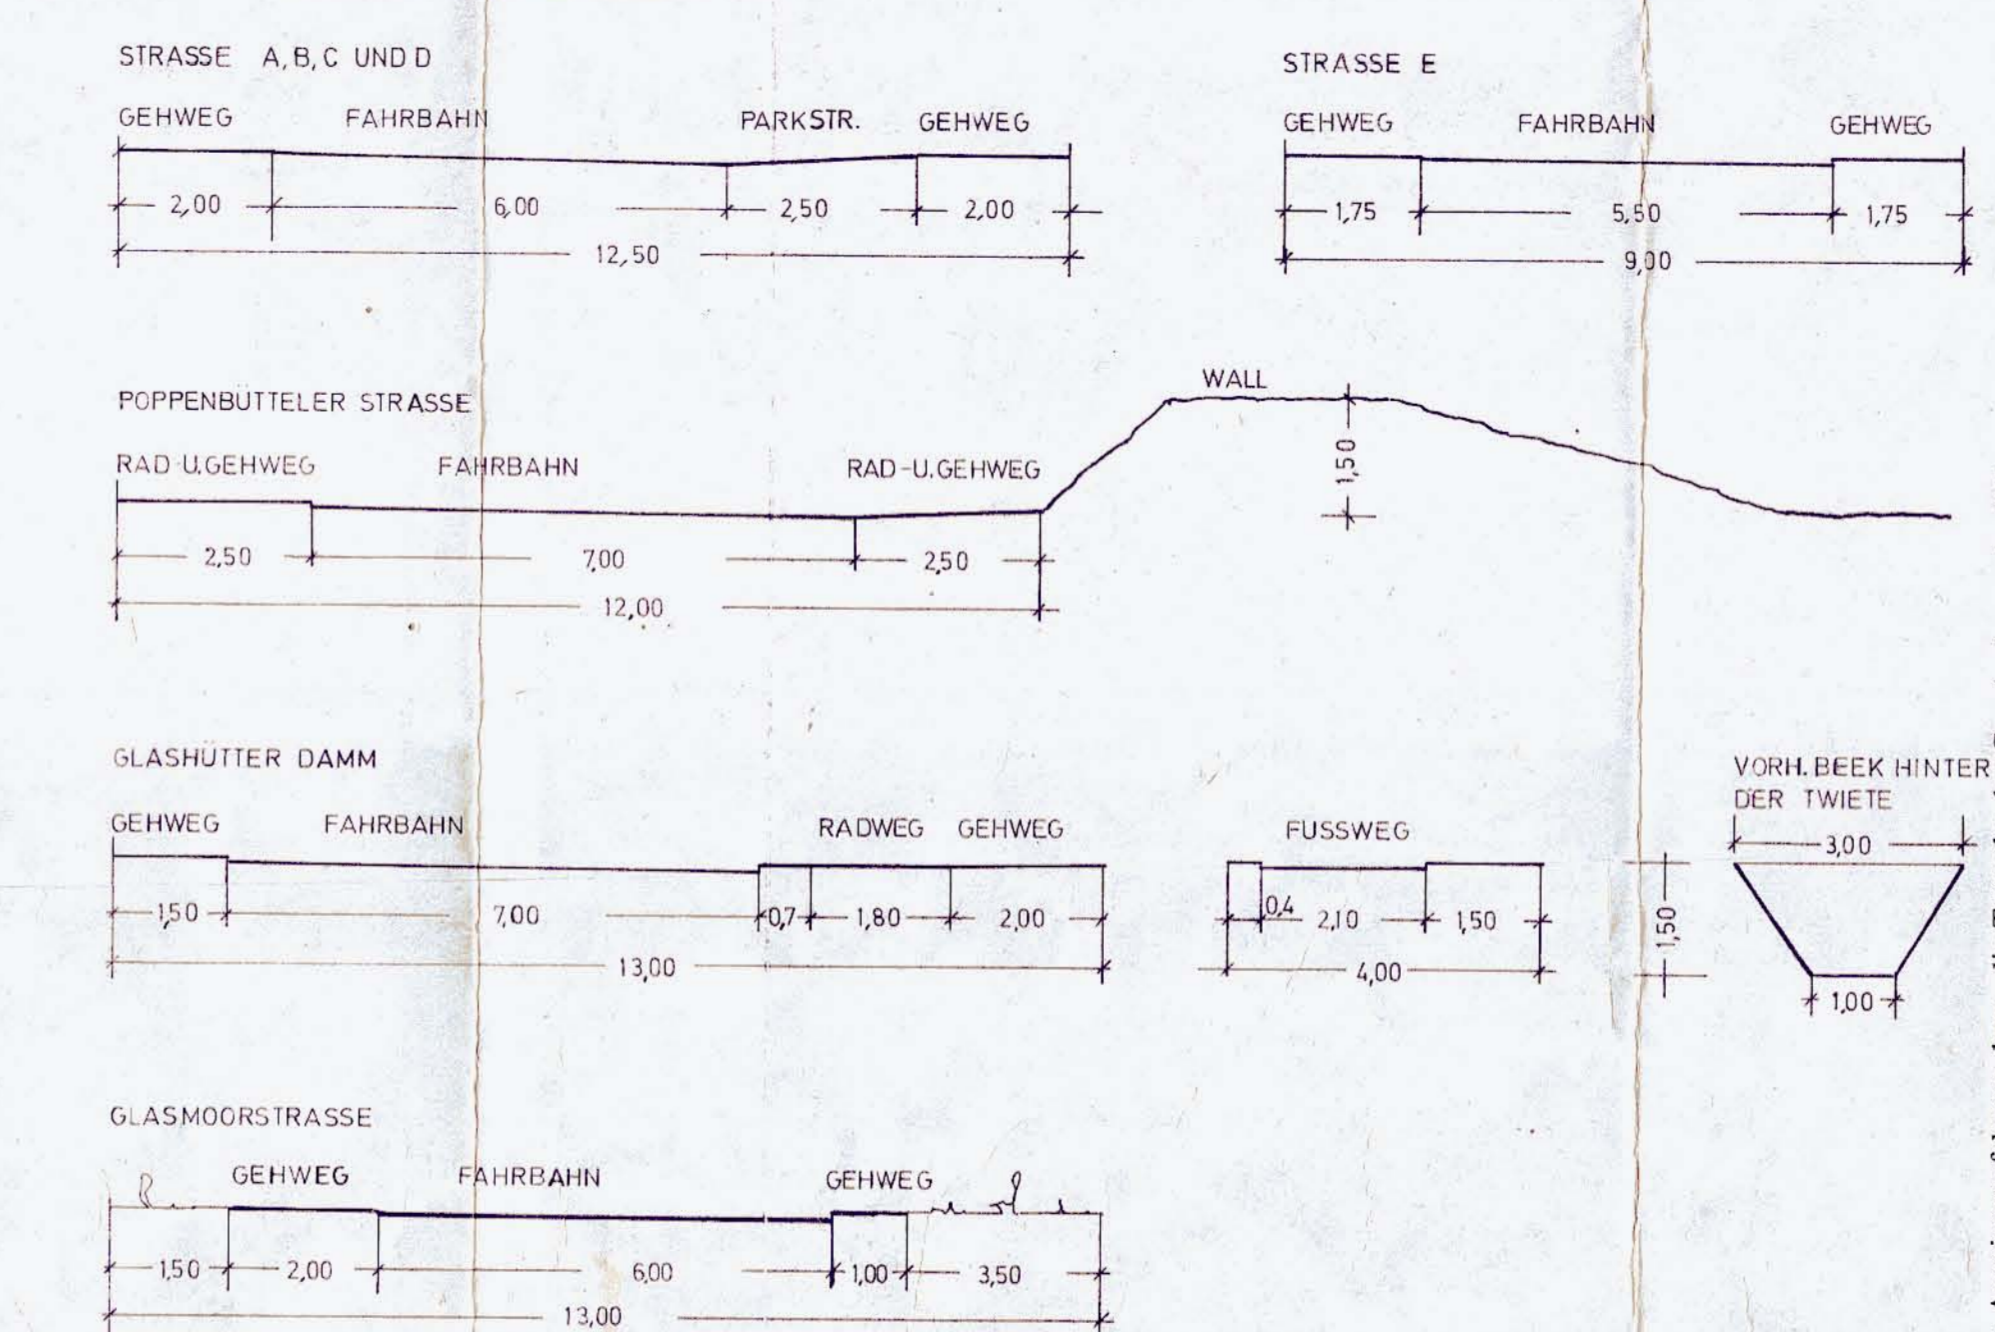 STRASSE A, B, C UND D
GEHWEG FAHRBAHN PARKSTR. GEHWEG
2,00 6,00 2,50 2,00
12,50
STRASSE E
GEHWEG FAHRBAHN GEHWEG
1,75 5,50 1,75
9,00
POPPENBÜTTELER STRASSE
RAD-U.GEHWEG FAHRBAHN RAD-U.GEHWEG
2,50 7,00 2,50
12,00
WALL
1,50
GLASHÜTTER DAMM
GEHWEG FAHRBAHN RADWEG GEHWEG
1,50 7,00 0,7 1,80 2,00
13,00
FUSSWEG
0,4 2,10 1,50
4,00
VORH. BEEK HINTER
DER TWIETE
3,00
1,50
1,00
GLASMOORSTRASSE
GEHWEG FAHRBAHN GEHWEG
1,50 2,00 6,00 1,00 3,50
13,00